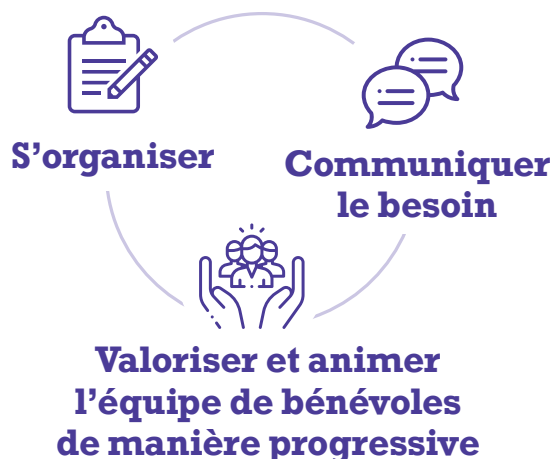 S’organiser
Communiquer
le besoin
Valoriser et animer
l’équipe de bénévoles
de manière progressive